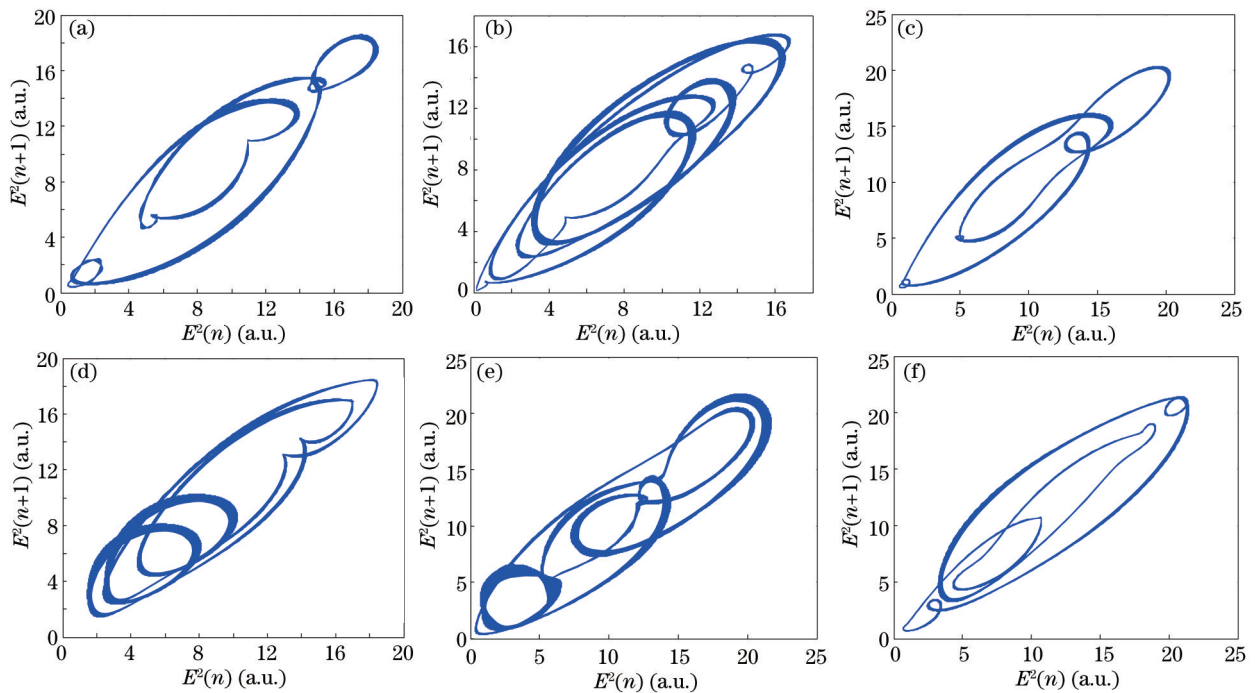 (a)
20
16
12
8
4
0
E²(n+1) (a.u.)
0 4 8 12 16 20
E²(n) (a.u.)
(b)
16
12
8
4
0
E²(n+1) (a.u.)
0 4 8 12 16
E²(n) (a.u.)
(c)
25
20
15
10
5
0
E²(n+1) (a.u.)
0 5 10 15 20 25
E²(n) (a.u.)
(d)
20
16
12
8
4
0
E²(n+1) (a.u.)
0 4 8 12 16 20
E²(n) (a.u.)
(e)
25
20
15
10
5
0
E²(n+1) (a.u.)
0 5 10 15 20 25
E²(n) (a.u.)
(f)
25
20
15
10
5
0
E²(n+1) (a.u.)
0 5 10 15 20 25
E²(n) (a.u.)